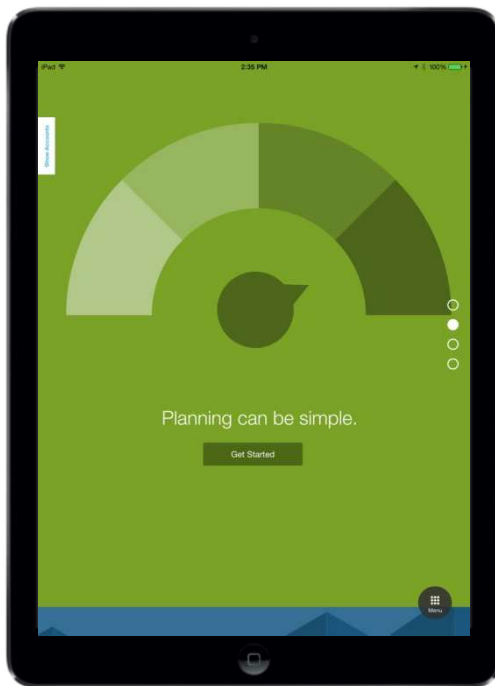 iPad
2:35 PM
100%
Show Accounts
Planning can be simple.
Get Started
Menu